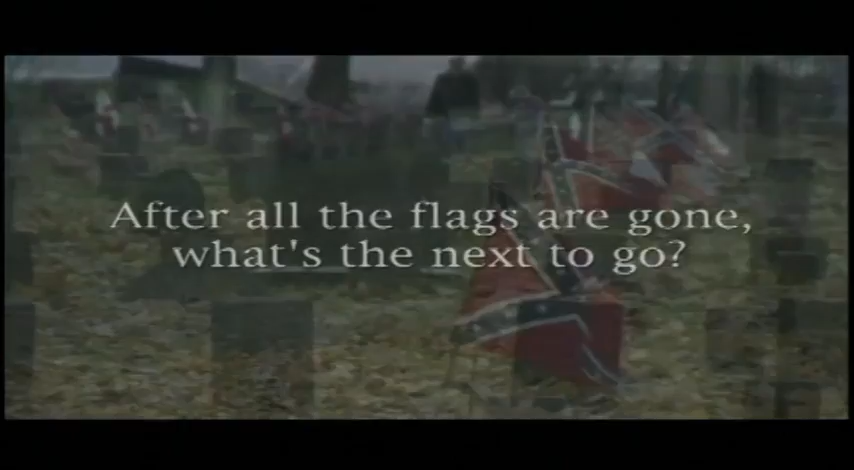 After all the flags are gone,
what's the next to go?